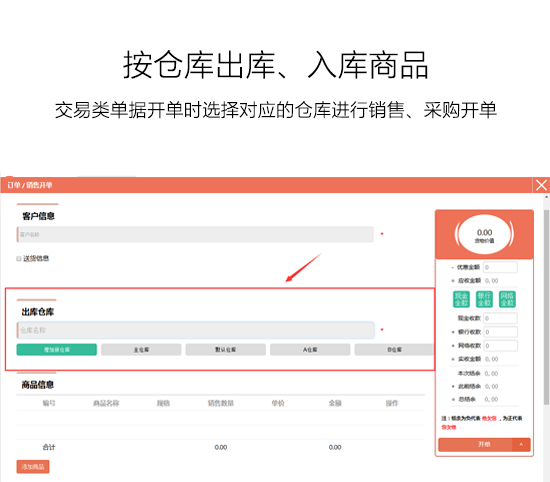 按仓库出库、入库商品
交易类单据开单时选择对应的仓库进行销售、采购开单
订单 / 销售开单
客户信息
客户名称
*
送货信息
出库仓库
仓库名称
*
增加新仓库 主仓库 默认仓库 A仓库 B仓库
商品信息
编号 商品名称 规格 销售数量 单价 金额 操作
合计 0.00 0.00
添加商品
0.00
货物价值
- 优惠金额 0
= 应收金额 0.00
现金全额 银行全额 网络全额
现金收款 0
+ 银行收款 0
+ 网络收款 0
= 实收金额 0.00
本次结余 0.00
+ 此前结余 0.00
= 总结余 0.00
注：结余为负代表 他欠您 ，为正代表
您欠他
开单